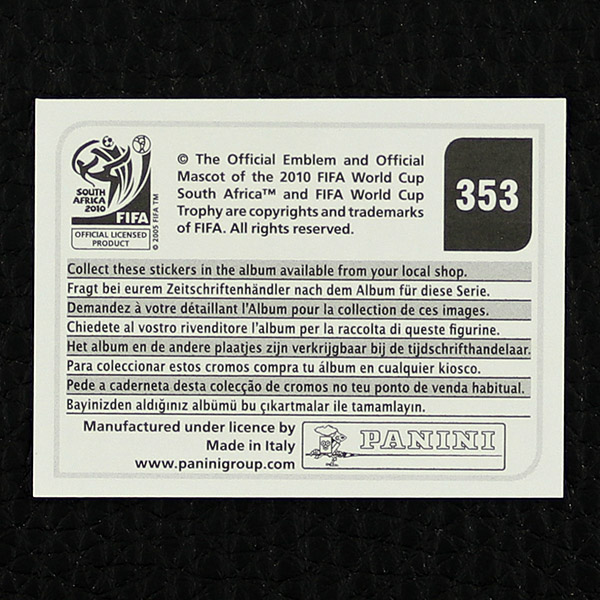 SOUTH
AFRICA
2010
FIFA
OFFICIAL LICENSED
PRODUCT
© 2005 FIFA TM
© The Official Emblem and Official
Mascot of the 2010 FIFA World Cup
South Africa™ and FIFA World Cup
Trophy are copyrights and trademarks
of FIFA. All rights reserved.
353
Collect these stickers in the album available from your local shop.
Fragt bei eurem Zeitschriftenhändler nach dem Album für diese Serie.
Demandez à votre détaillant l'Album pour la collection de ces images.
Chiedete al vostro rivenditore l'album per la raccolta di queste figurine.
Het album en de andere plaatjes zijn verkrijgbaar bij de tijdschrifthandelaar.
Para coleccionar estos cromos compra tu álbum en cualquier kiosco.
Pede a caderneta desta colecção de cromos no teu ponto de venda habitual.
Bayinizden aldığınız albümü bu çıkartmalar ile tamamlayın.
Manufactured under licence by
Made in Italy
www.paninigroup.com
PANINI